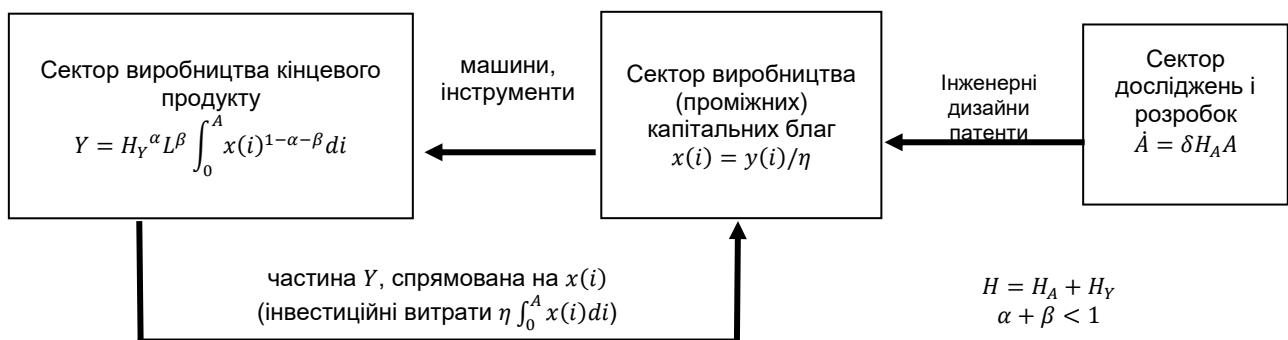 Сектор виробництва кінцевого
продукту
𝑌 = 𝐻_𝑌^𝛼 𝐿^𝛽 ∫_0^𝐴 𝑥(𝑖)^{1−𝛼−𝛽} 𝑑𝑖
машини,
інструменти
Сектор виробництва
(проміжних)
капітальних благ
𝑥(𝑖) = 𝑦(𝑖)/𝜂
Інженерні
дизайни
патенти
Сектор
досліджень і
розробок
Ȧ = 𝛿𝐻_𝐴𝐴
частина 𝑌, спрямована на 𝑥(𝑖)
(інвестиційні витрати 𝜂 ∫_0^𝐴 𝑥(𝑖)𝑑𝑖)
𝐻 = 𝐻_𝐴 + 𝐻_𝑌
𝛼 + 𝛽 < 1